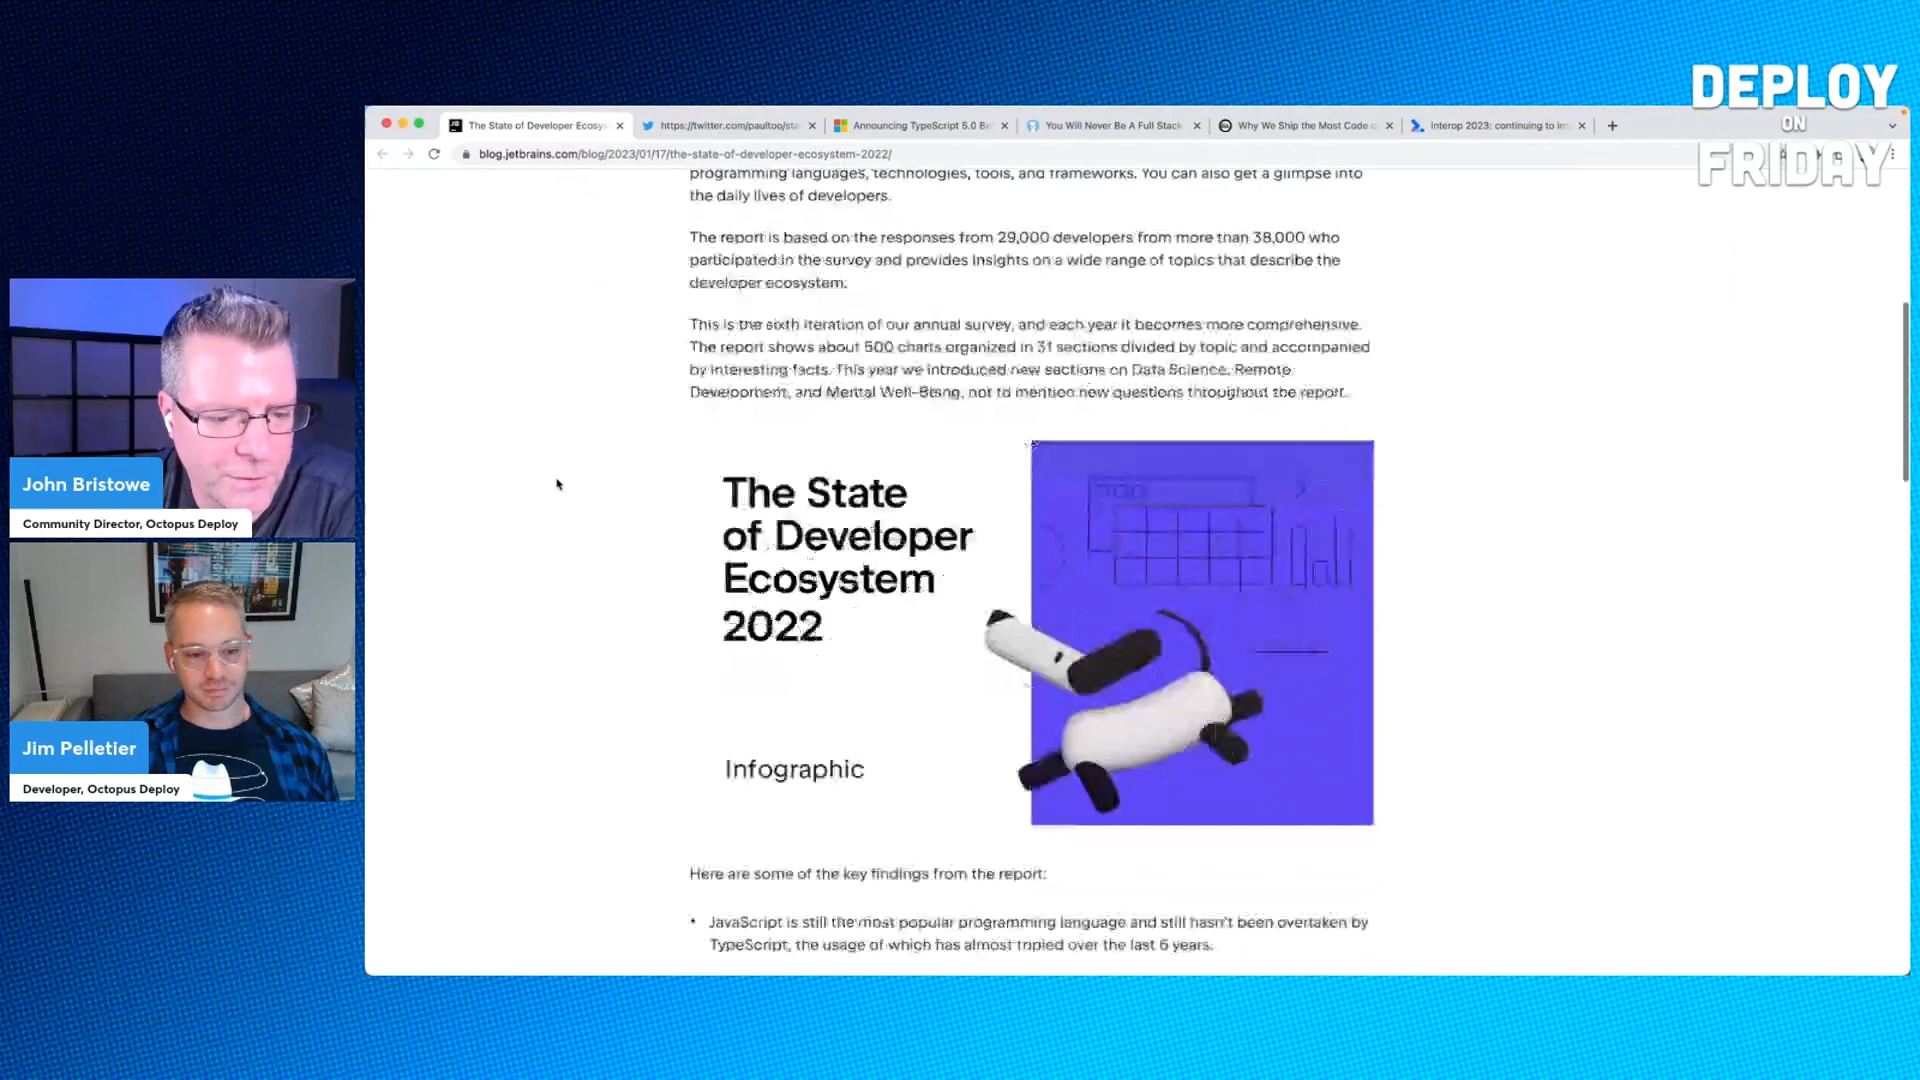 DEPLOY
ON
FRIDAY
The State of Developer Ecosys
https://twitter.com/paultoo/sta
Announcing TypeScript 5.0 Be
You Will Never Be A Full Stack
Why We Ship the Most Code o
Interop 2023: continuing to im
blog.jetbrains.com/blog/2023/01/17/the-state-of-developer-ecosystem-2022/
programming languages, technologies, tools, and frameworks. You can also get a glimpse into
the daily lives of developers.
The report is based on the responses from 29,000 developers from more than 38,000 who
participated in the survey and provides insights on a wide range of topics that describe the
developer ecosystem.
This is the sixth iteration of our annual survey, and each year it becomes more comprehensive.
The report shows about 500 charts organized in 31 sections divided by topic and accompanied
by interesting facts. This year we introduced new sections on Data Science, Remote
Development, and Mental Well-Being, not to mention new questions throughout the report.
The State
of Developer
Ecosystem
2022
Infographic
Here are some of the key findings from the report:
• JavaScript is still the most popular programming language and still hasn't been overtaken by
TypeScript, the usage of which has almost tripled over the last 6 years.
John Bristowe
Community Director, Octopus Deploy
Jim Pelletier
Developer, Octopus Deploy